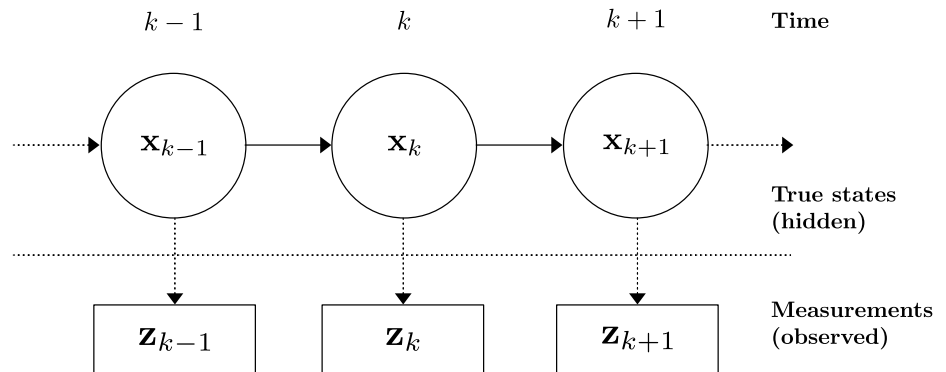 k − 1 k k + 1 Time
x_{k−1} x_k x_{k+1}
True states
(hidden)
Measurements
(observed)
z_{k−1} z_k z_{k+1}